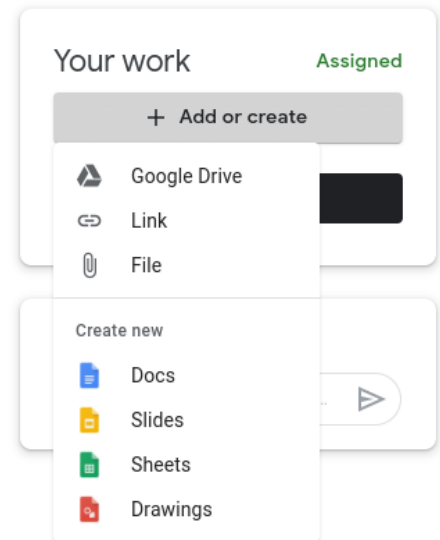 Your work
Assigned
+ Add or create
Google Drive
Link
File
Create new
Docs
Slides
Sheets
Drawings